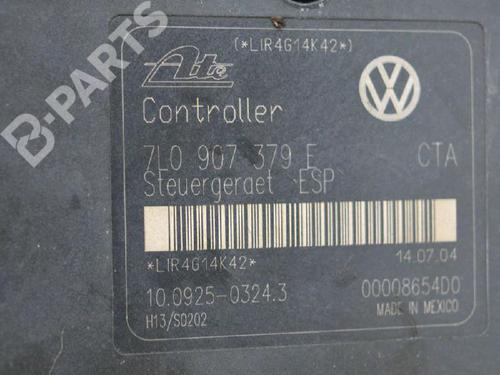 B-PARTS
(*LIR4G14K42*)
Ate
Controller
7L0 907 379 E CTA
Steuergeraet ESP
*LIR4G14K42* 14.07.04
10.0925-0324.3 00008654D0
H13/S0202 MADE IN MEXICO